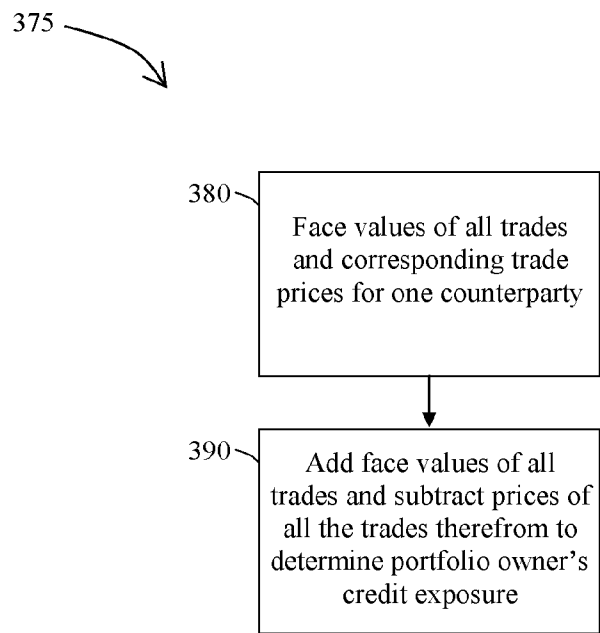 375
380
Face values of all trades
and corresponding trade
prices for one counterparty
390
Add face values of all
trades and subtract prices of
all the trades therefrom to
determine portfolio owner's
credit exposure